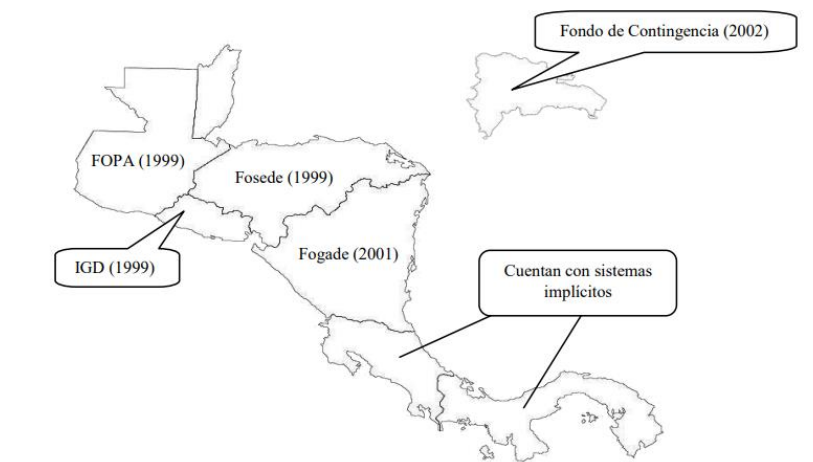 Fondo de Contingencia (2002)
FOPA (1999)
Fosede (1999)
IGD (1999)
Fogade (2001)
Cuentan con sistemas
implícitos